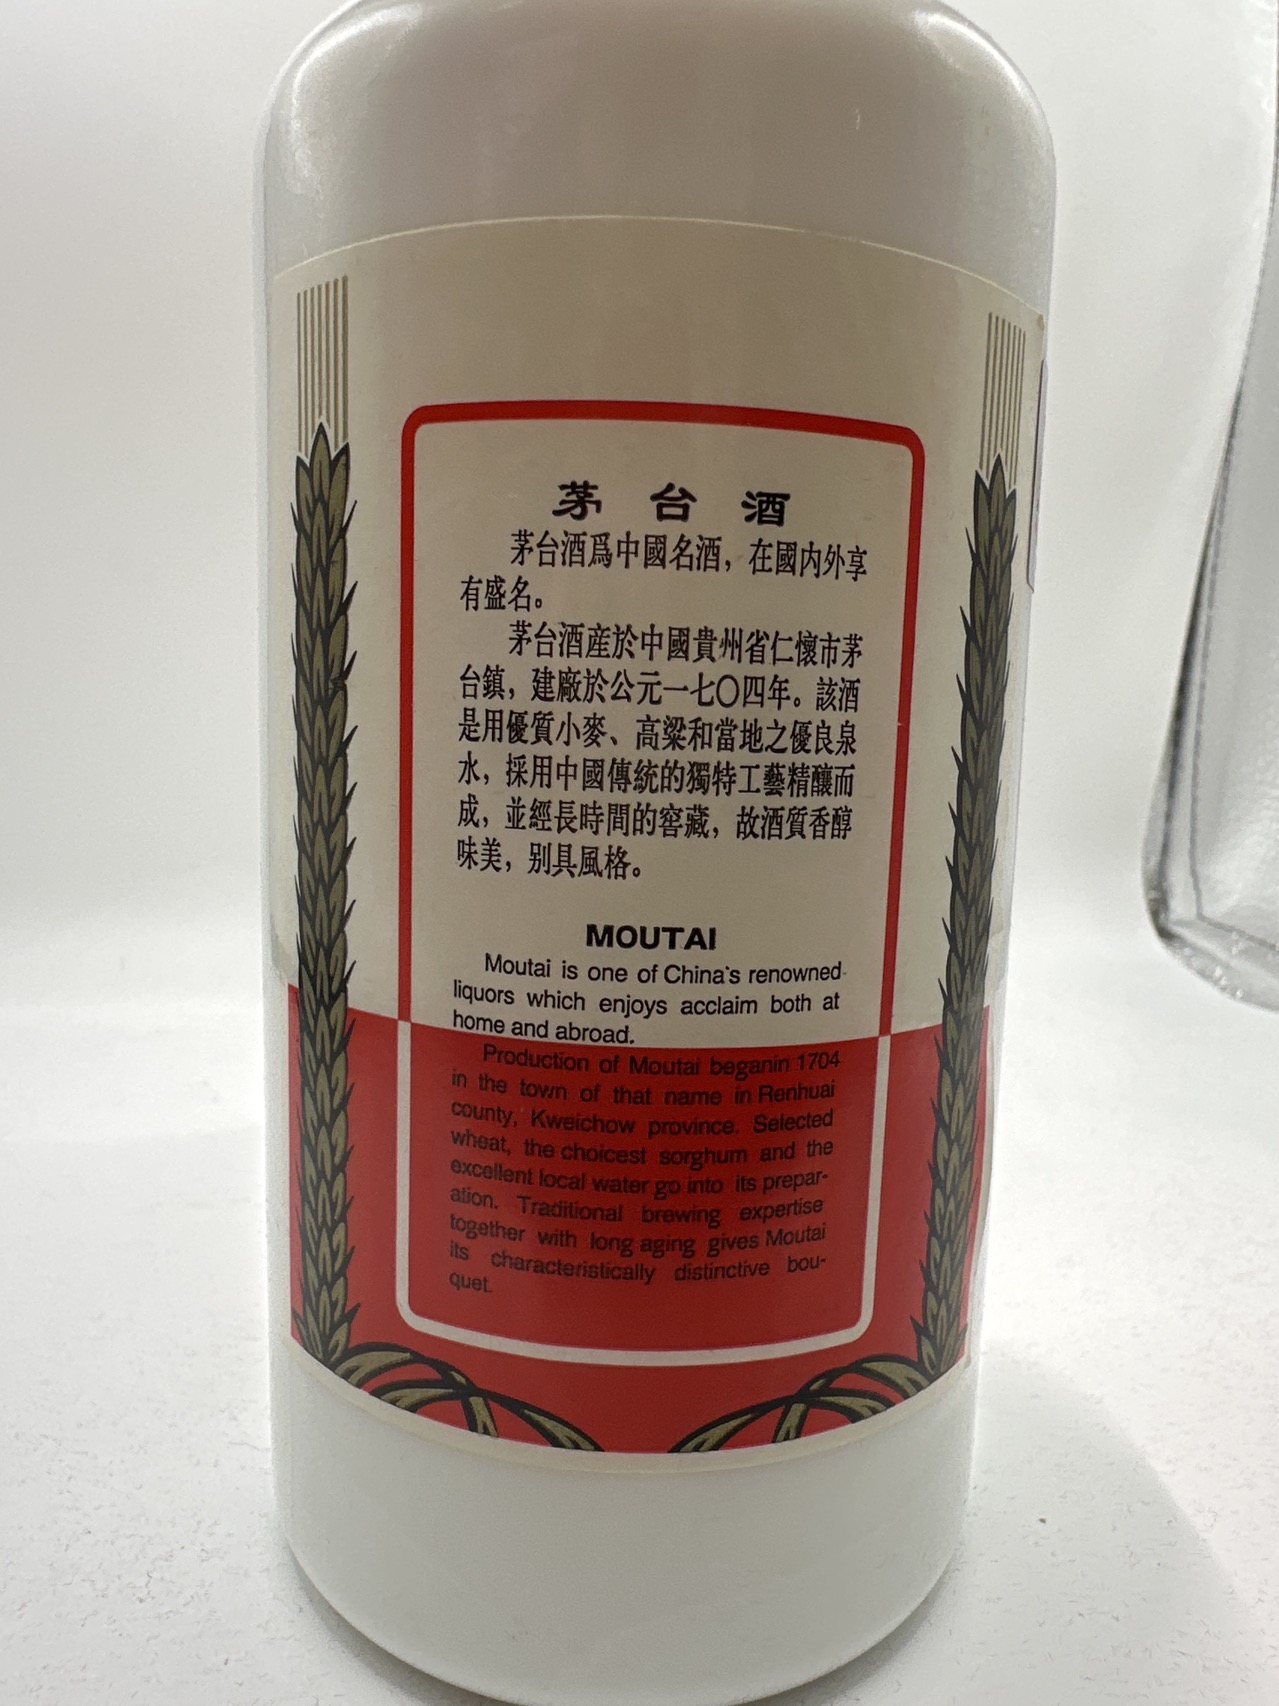 茅台酒
茅台酒爲中國名酒，在國内外享
有盛名。
茅台酒産於中國貴州省仁懷市茅
台鎮，建廠於公元一七〇四年。該酒
是用優質小麥、高粱和當地之優良泉
水，採用中國傳統的獨特工藝精釀而
成，並經長時間的窖藏，故酒質香醇
味美，别具風格。
MOUTAI
Moutai is one of China's renowned
liquors which enjoys acclaim both at
home and abroad.
Production of Moutai beganin 1704
in the town of that name in Renhuai
county, Kweichow province. Selected
wheat, the choicest sorghum and the
excellent local water go into its prepar-
ation. Traditional brewing expertise
together with long aging gives Moutai
its characteristically distinctive bou-
quet.